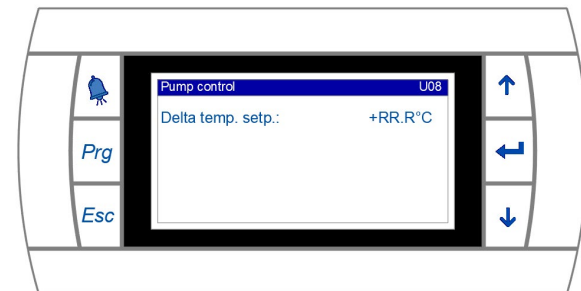 Pump control U08
Delta temp. setp.: +RR.R°C
Prg
Esc